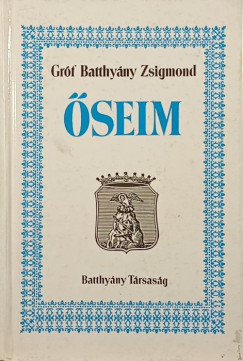 Gróf Batthyány Zsigmond
ŐSEIM
Batthyány Társaság